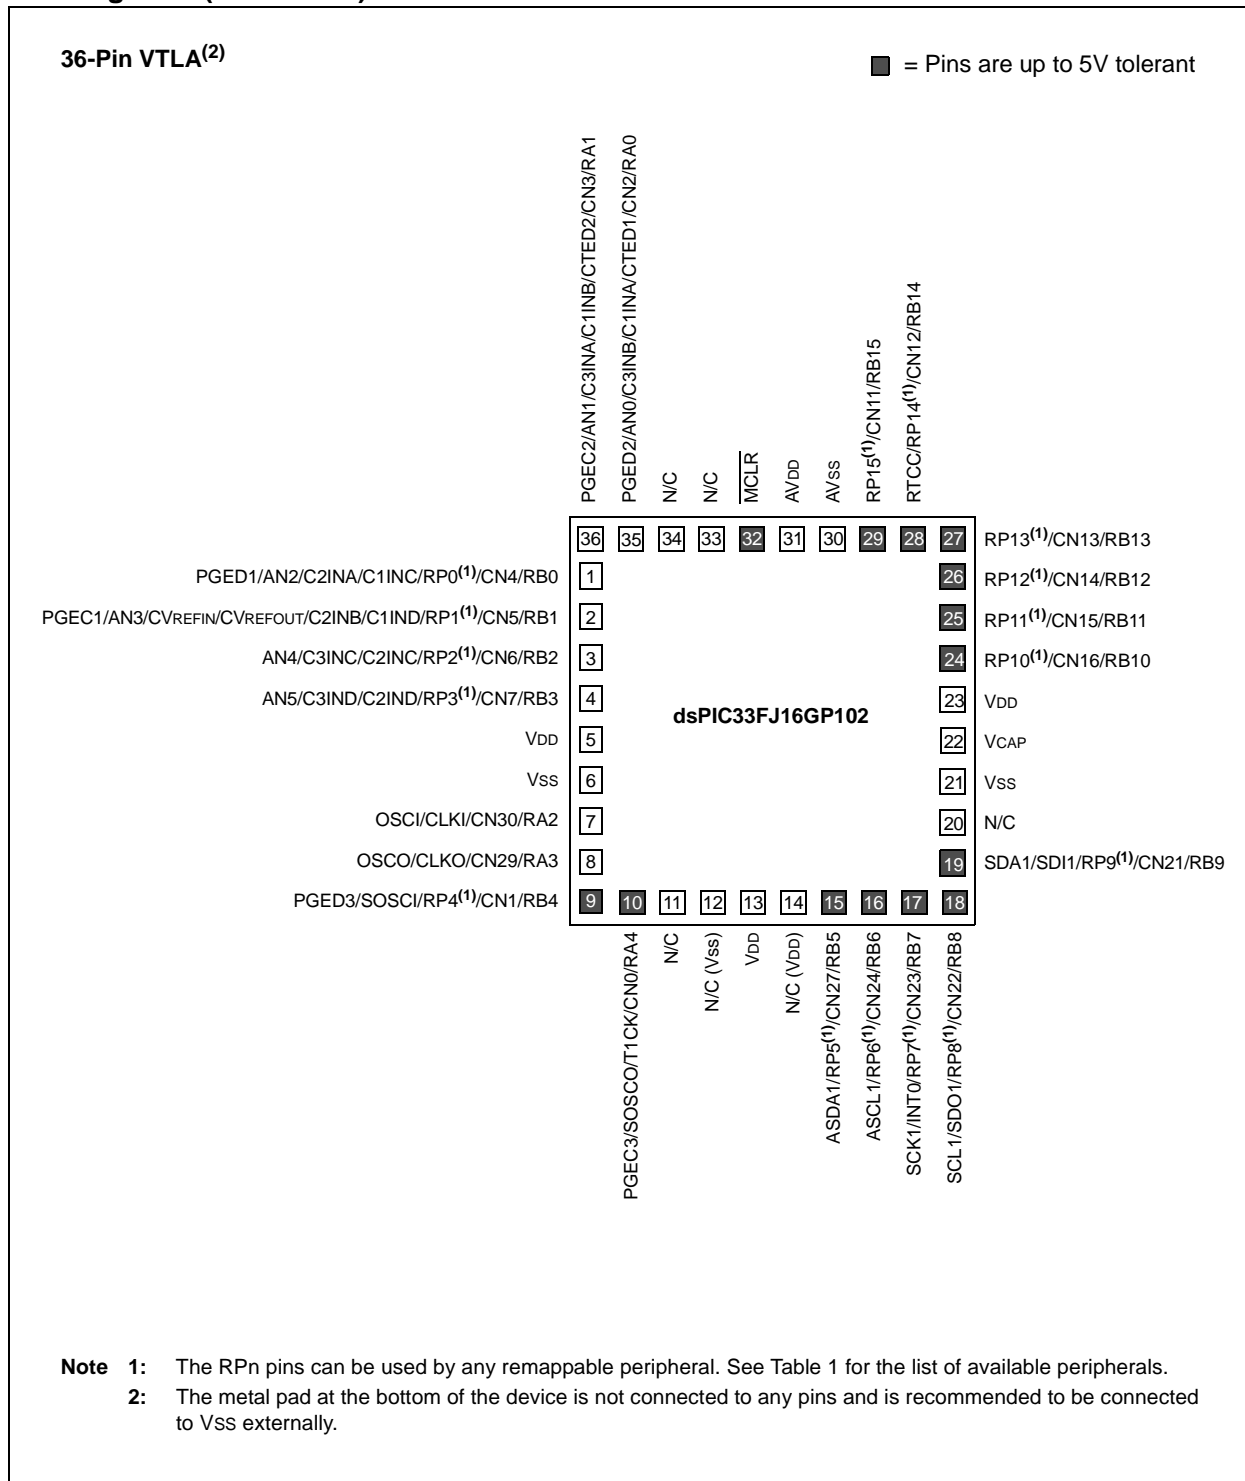 36-Pin VTLA(2)
= Pins are up to 5V tolerant
PGEC2/AN1/C3INA/C1INB/CTED2/CN3/RA1
PGED2/AN0/C3INB/C1INA/CTED1/CN2/RA0
N/C
N/C
MCLR
AVDD
AVSS
RP15(1)/CN11/RB15
RTCC/RP14(1)/CN12/RB14
36 35 34 33 32 31 30 29 28 27 RP13(1)/CN13/RB13
PGED1/AN2/C2INA/C1INC/RP0(1)/CN4/RB0 1
26 RP12(1)/CN14/RB12
PGEC1/AN3/CVREFIN/CVREFOUT/C2INB/C1IND/RP1(1)/CN5/RB1 2
25 RP11(1)/CN15/RB11
AN4/C3INC/C2INC/RP2(1)/CN6/RB2 3
24 RP10(1)/CN16/RB10
AN5/C3IND/C2IND/RP3(1)/CN7/RB3 4
23 VDD
dsPIC33FJ16GP102
VDD 5
22 VCAP
VSS 6
21 VSS
OSCI/CLKI/CN30/RA2 7
20 N/C
OSCO/CLKO/CN29/RA3 8
19 SDA1/SDI1/RP9(1)/CN21/RB9
PGED3/SOSCI/RP4(1)/CN1/RB4 9 10 11 12 13 14 15 16 17 18
PGEC3/SOSCO/T1CK/CN0/RA4
N/C
N/C (VSS)
VDD
N/C (VDD)
ASDA1/RP5(1)/CN27/RB5
ASCL1/RP6(1)/CN24/RB6
SCK1/INT0/RP7(1)/CN23/RB7
SCL1/SDO1/RP8(1)/CN22/RB8
Note 1: The RPn pins can be used by any remappable peripheral. See Table 1 for the list of available peripherals.
2: The metal pad at the bottom of the device is not connected to any pins and is recommended to be connected
to VSS externally.